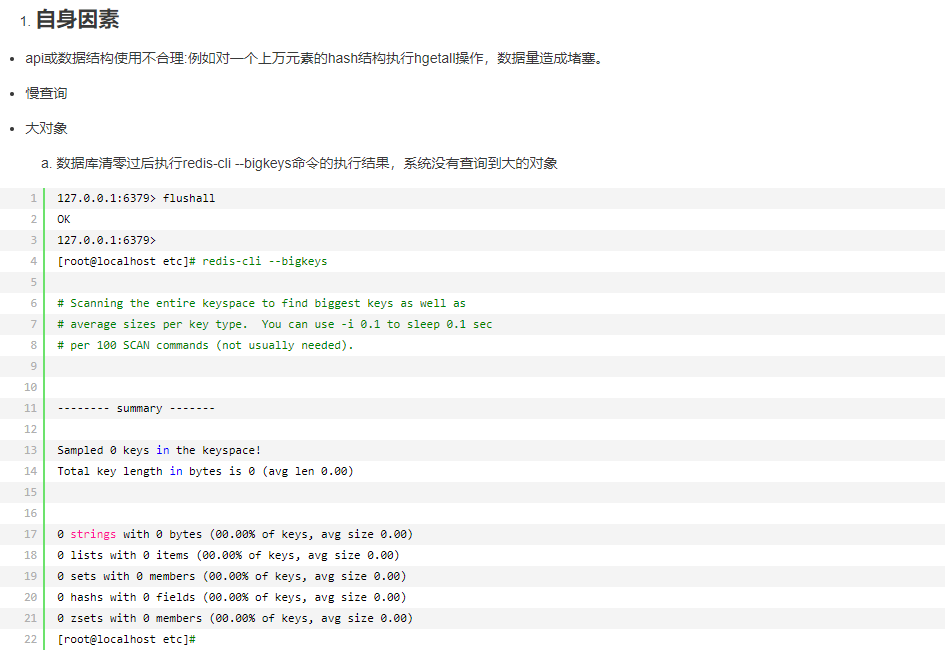 1. 自身因素
• api或数据结构使用不合理:例如对一个上万元素的hash结构执行hgetall操作，数据量造成堵塞。
• 慢查询
• 大对象
a. 数据库清零过后执行redis-cli --bigkeys命令的执行结果，系统没有查询到大的对象
1 127.0.0.1:6379> flushall
2 OK
3 127.0.0.1:6379>
4 [root@localhost etc]# redis-cli --bigkeys
5
6 # Scanning the entire keyspace to find biggest keys as well as
7 # average sizes per key type.  You can use -i 0.1 to sleep 0.1 sec
8 # per 100 SCAN commands (not usually needed).
9
10
11 -------- summary -------
12
13 Sampled 0 keys in the keyspace!
14 Total key length in bytes is 0 (avg len 0.00)
15
16
17 0 strings with 0 bytes (00.00% of keys, avg size 0.00)
18 0 lists with 0 items (00.00% of keys, avg size 0.00)
19 0 sets with 0 members (00.00% of keys, avg size 0.00)
20 0 hashs with 0 fields (00.00% of keys, avg size 0.00)
21 0 zsets with 0 members (00.00% of keys, avg size 0.00)
22 [root@localhost etc]#